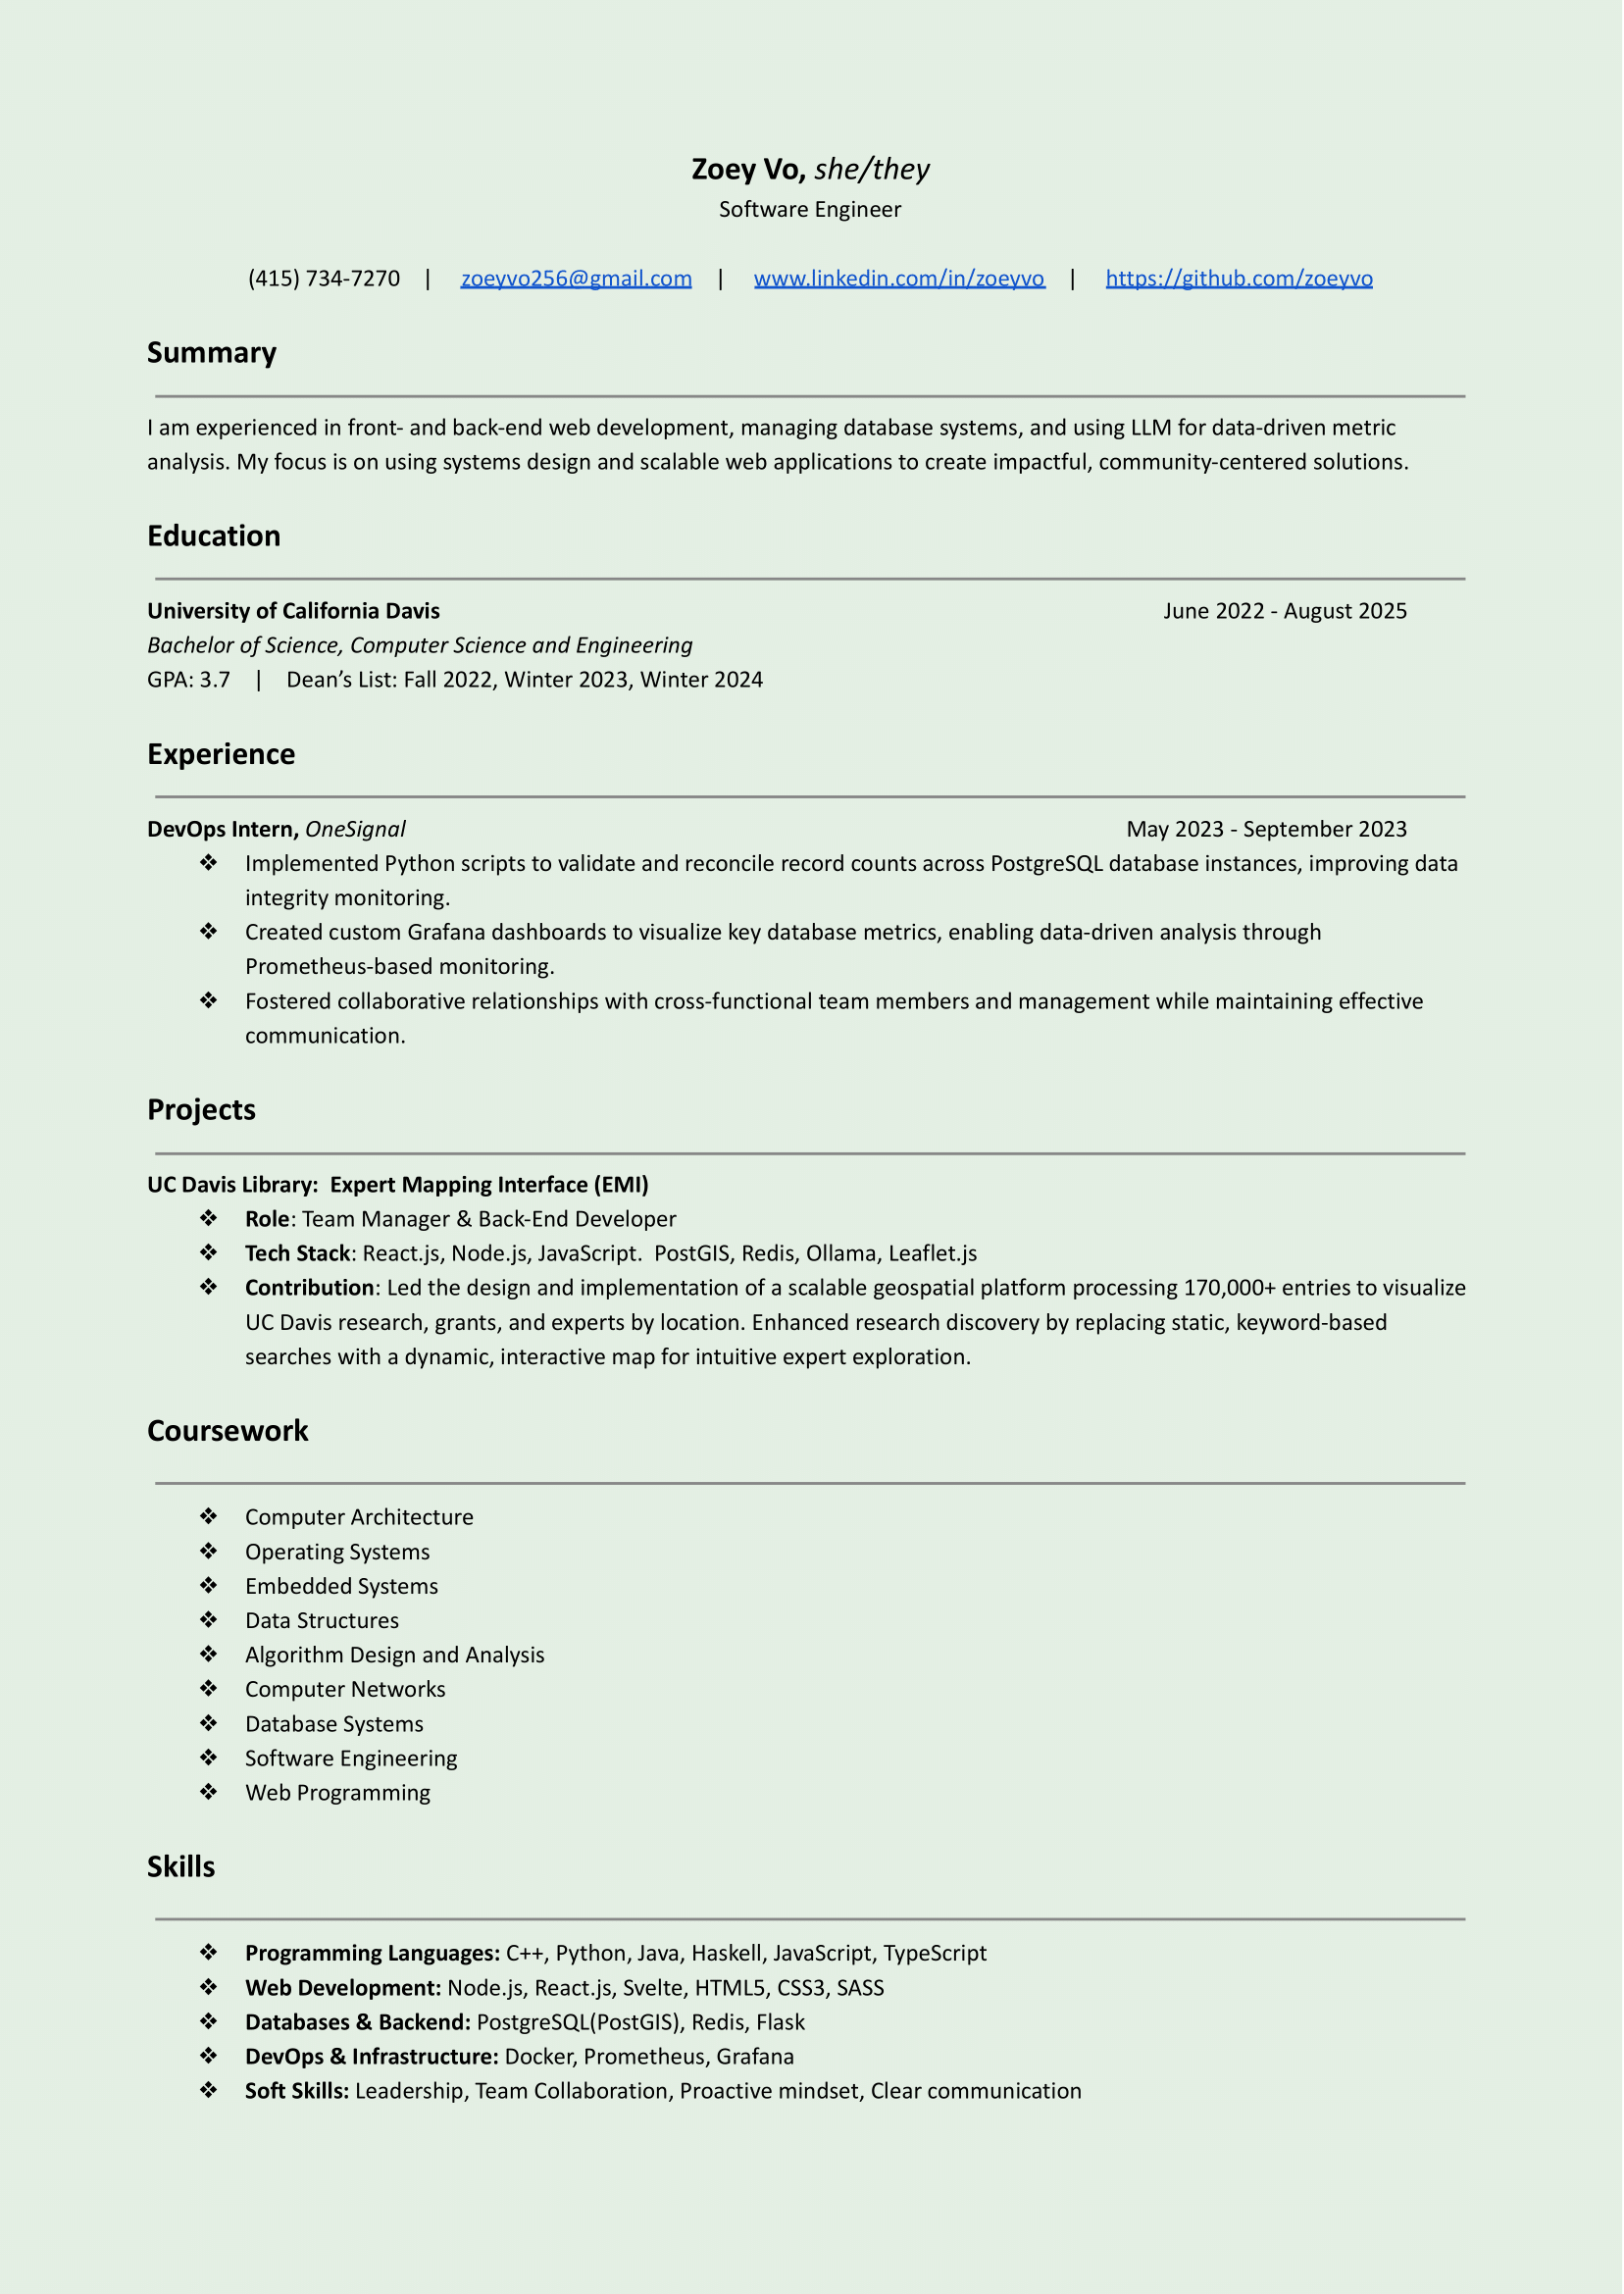 Zoey Vo, she/they
Software Engineer
(415) 734-7270 | zoeyvo256@gmail.com | www.linkedin.com/in/zoeyvo | https://github.com/zoeyvo
Summary
I am experienced in front- and back-end web development, managing database systems, and using LLM for data-driven metric
analysis. My focus is on using systems design and scalable web applications to create impactful, community-centered solutions.
Education
University of California Davis June 2022 - August 2025
Bachelor of Science, Computer Science and Engineering
GPA: 3.7 | Dean’s List: Fall 2022, Winter 2023, Winter 2024
Experience
DevOps Intern, OneSignal May 2023 - September 2023
❖ Implemented Python scripts to validate and reconcile record counts across PostgreSQL database instances, improving data
integrity monitoring.
❖ Created custom Grafana dashboards to visualize key database metrics, enabling data-driven analysis through
Prometheus-based monitoring.
❖ Fostered collaborative relationships with cross-functional team members and management while maintaining effective
communication.
Projects
UC Davis Library: Expert Mapping Interface (EMI)
❖ Role: Team Manager & Back-End Developer
❖ Tech Stack: React.js, Node.js, JavaScript. PostGIS, Redis, Ollama, Leaflet.js
❖ Contribution: Led the design and implementation of a scalable geospatial platform processing 170,000+ entries to visualize
UC Davis research, grants, and experts by location. Enhanced research discovery by replacing static, keyword-based
searches with a dynamic, interactive map for intuitive expert exploration.
Coursework
❖ Computer Architecture
❖ Operating Systems
❖ Embedded Systems
❖ Data Structures
❖ Algorithm Design and Analysis
❖ Computer Networks
❖ Database Systems
❖ Software Engineering
❖ Web Programming
Skills
❖ Programming Languages: C++, Python, Java, Haskell, JavaScript, TypeScript
❖ Web Development: Node.js, React.js, Svelte, HTML5, CSS3, SASS
❖ Databases & Backend: PostgreSQL(PostGIS), Redis, Flask
❖ DevOps & Infrastructure: Docker, Prometheus, Grafana
❖ Soft Skills: Leadership, Team Collaboration, Proactive mindset, Clear communication